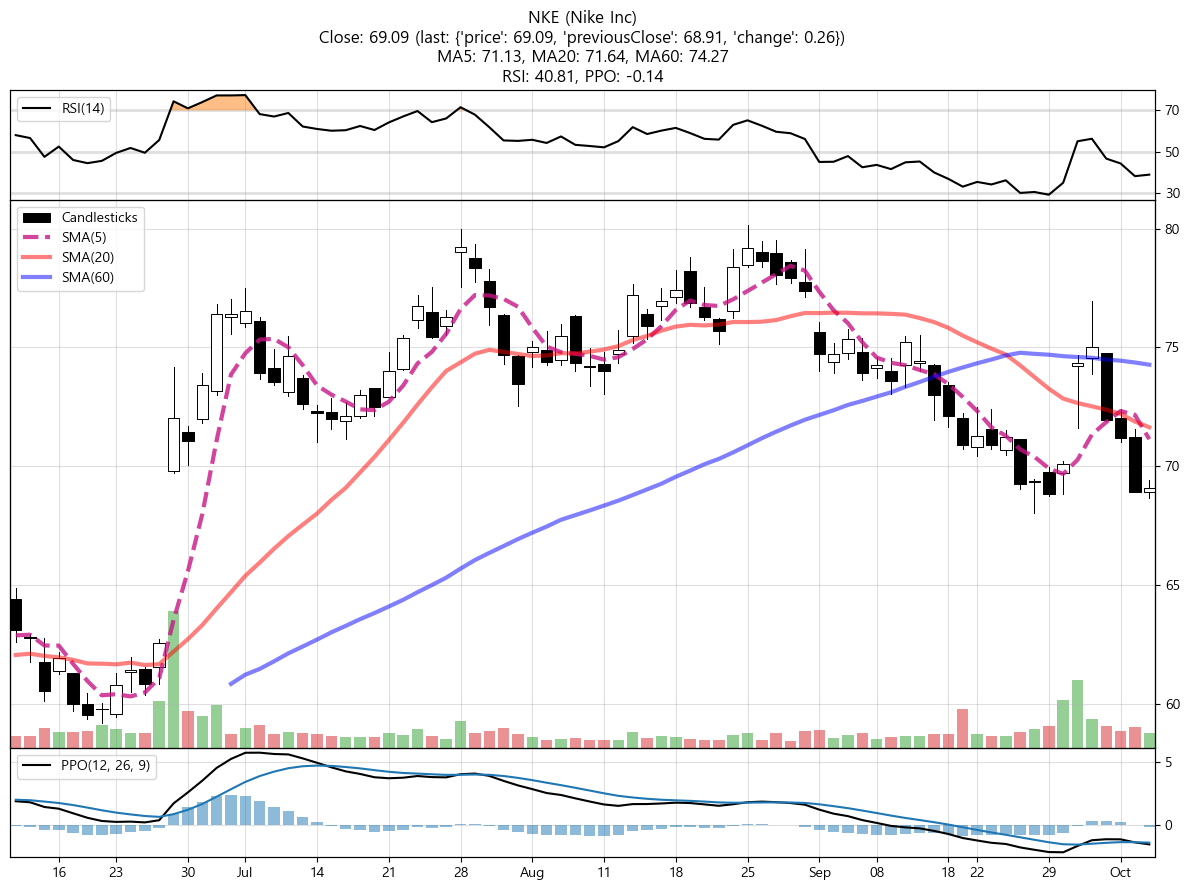 NKE (Nike Inc)
Close: 69.09 (last: {'price': 69.09, 'previousClose': 68.91, 'change': 0.26})
MA5: 71.13, MA20: 71.64, MA60: 74.27
RSI: 40.81, PPO: -0.14
RSI(14)
70
50
30
Candlesticks
SMA(5)
SMA(20)
SMA(60)
80
75
70
65
60
PPO(12, 26, 9)
5
0
16 23 30 Jul 14 21 28 Aug 11 18 25 Sep 08 18 22 29 Oct